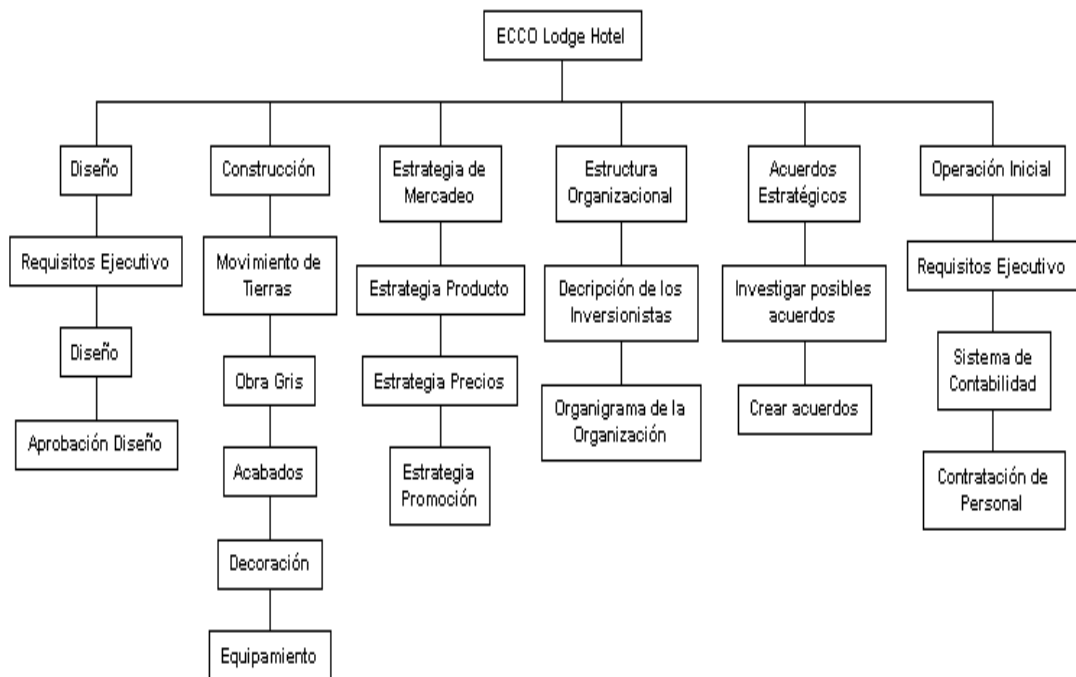 ECCO Lodge Hotel
Diseño
Requisitos Ejecutivo
Diseño
Aprobación Diseño
Construcción
Movimiento de
Tierras
Obra Gris
Acabados
Decoración
Equipamiento
Estrategia de
Mercadeo
Estrategia Producto
Estrategia Precios
Estrategia
Promoción
Estructura
Organizacional
Decripción de los
Inversionistas
Organigrama de la
Organización
Acuerdos
Estratégicos
Investigar posibles
acuerdos
Crear acuerdos
Operación Inicial
Requisitos Ejecutivo
Sistema de
Contabilidad
Contratación de
Personal